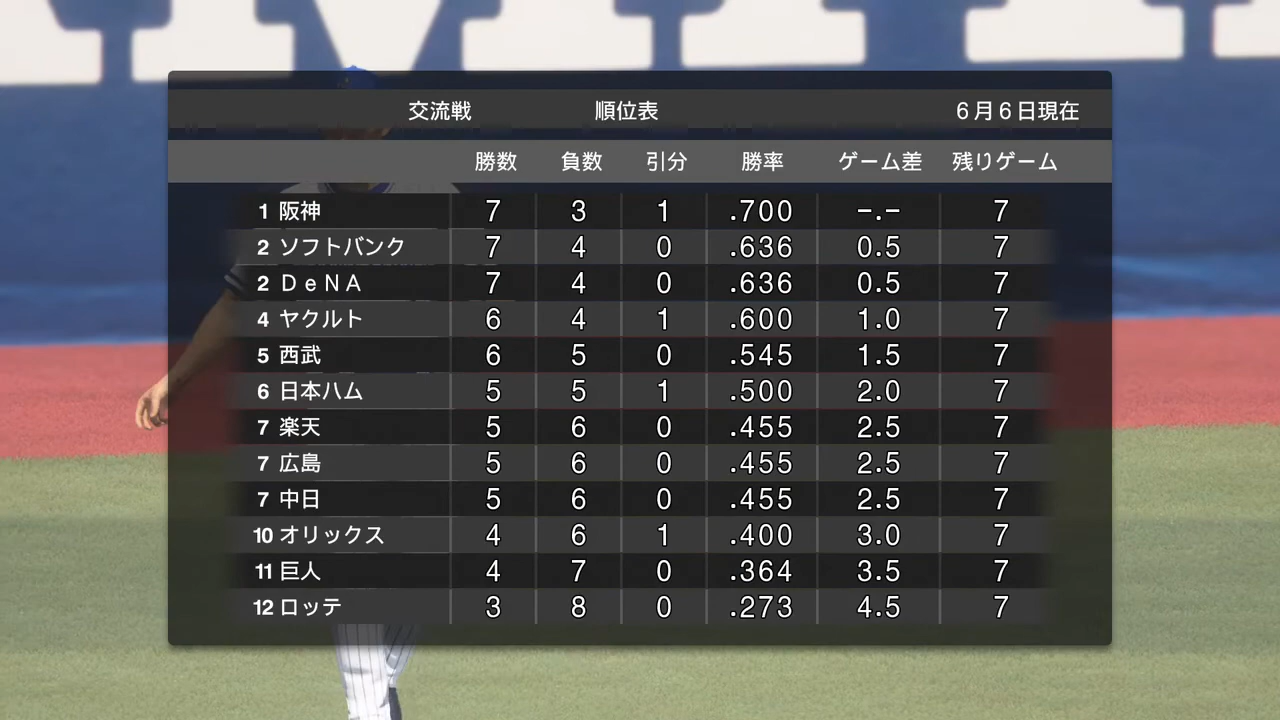 交流戦 順位表 6月6日現在
勝数 負数 引分 勝率 ゲーム差 残りゲーム
1 阪神 7 3 1 .700 -.- 7
2 ソフトバンク 7 4 0 .636 0.5 7
2 DeNA 7 4 0 .636 0.5 7
4 ヤクルト 6 4 1 .600 1.0 7
5 西武 6 5 0 .545 1.5 7
6 日本ハム 5 5 1 .500 2.0 7
7 楽天 5 6 0 .455 2.5 7
7 広島 5 6 0 .455 2.5 7
7 中日 5 6 0 .455 2.5 7
10 オリックス 4 6 1 .400 3.0 7
11 巨人 4 7 0 .364 3.5 7
12 ロッテ 3 8 0 .273 4.5 7